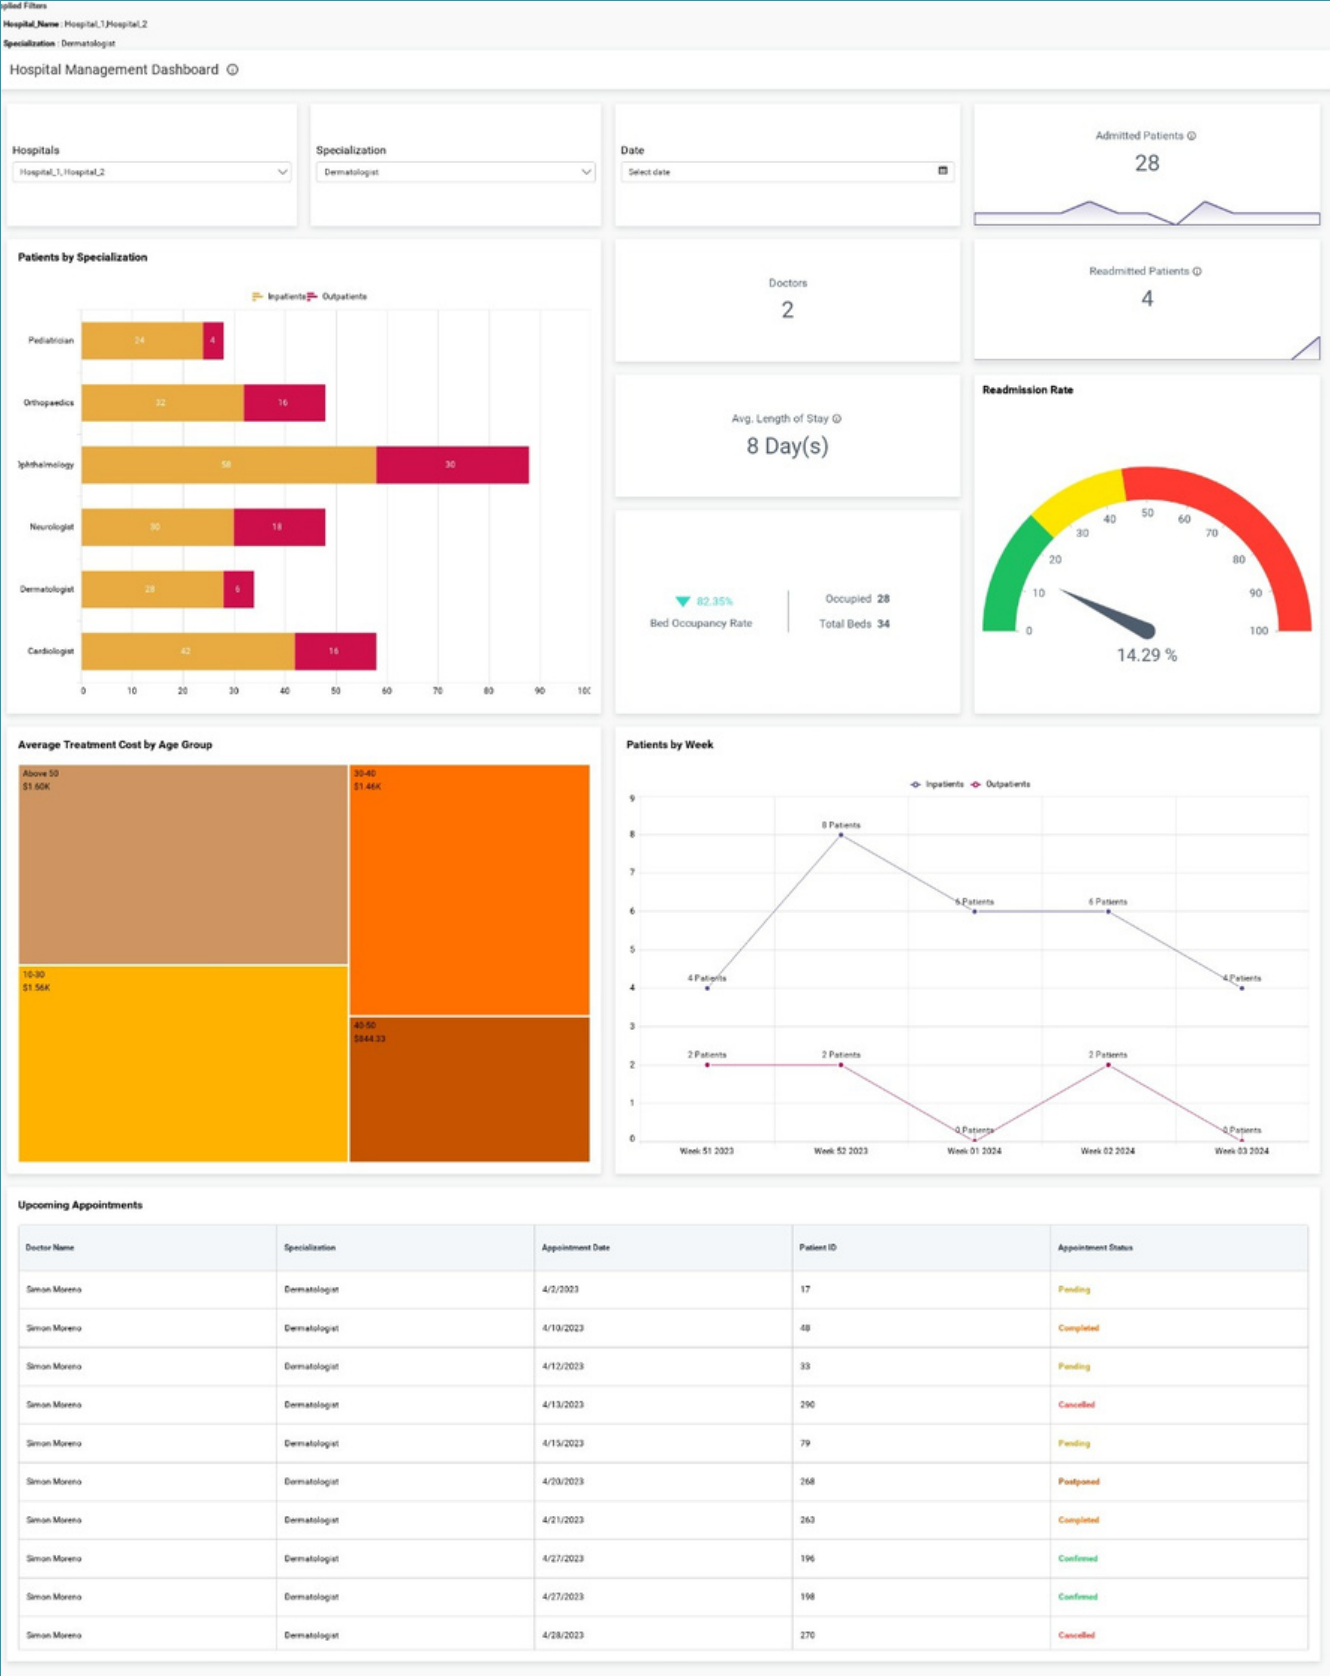 plied Filters
Hospital_Name : Hospital_1,Hospital_2
Specialization : Dermatologist
Hospital Management Dashboard
Hospitals
Hospital_1, Hospital_2
Specialization
Dermatologist
Date
Select date
Admitted Patients
28
Patients by Specialization
Inpatients Outpatients
Pediatrician 24 4
Orthopaedics 32 16
Ophthalmology 58 30
Neurologist 30 18
Dermatologist 28 6
Cardiologist 42 16
0 10 20 30 40 50 60 70 80 90 100
Doctors
2
Readmitted Patients
4
Avg. Length of Stay
8 Day(s)
82.35%
Bed Occupancy Rate
Occupied 28
Total Beds 34
Readmission Rate
0 10 20 30 40 50 60 70 80 90 100
14.29 %
Average Treatment Cost by Age Group
Above 50
$1.60K
30-40
$1.46K
10-30
$1.56K
40-50
$844.33
Patients by Week
Inpatients Outpatients
9
8
7
6
5
4
3
2
1
0
4 Patients 8 Patients 6 Patients 6 Patients 4 Patients
2 Patients 2 Patients 0 Patients 2 Patients 0 Patients
Week 51 2023 Week 52 2023 Week 01 2024 Week 02 2024 Week 03 2024
Upcoming Appointments
Doctor Name Specialization Appointment Date Patient ID Appointment Status
Simon Moreno Dermatologist 4/2/2023 17 Pending
Simon Moreno Dermatologist 4/10/2023 48 Completed
Simon Moreno Dermatologist 4/12/2023 33 Pending
Simon Moreno Dermatologist 4/13/2023 290 Cancelled
Simon Moreno Dermatologist 4/15/2023 79 Pending
Simon Moreno Dermatologist 4/20/2023 268 Postponed
Simon Moreno Dermatologist 4/21/2023 263 Completed
Simon Moreno Dermatologist 4/27/2023 196 Confirmed
Simon Moreno Dermatologist 4/27/2023 198 Confirmed
Simon Moreno Dermatologist 4/28/2023 270 Cancelled